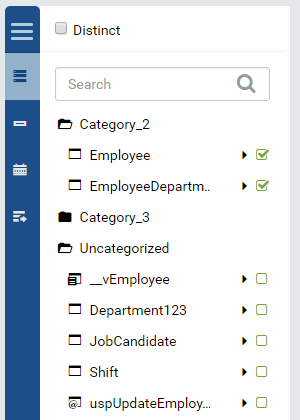 Distinct
Search
Category_2
Employee
EmployeeDepartm..
Category_3
Uncategorized
__vEmployee
Department123
JobCandidate
Shift
uspUpdateEmploy...